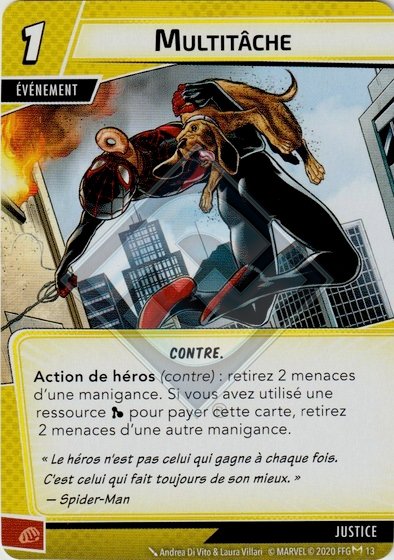 1
MULTITÂCHE
ÉVÉNEMENT
CONTRE.
Action de héros (contre) : retirez 2 menaces
d'une manigance. Si vous avez utilisé une
ressource pour payer cette carte, retirez
2 menaces d'une autre manigance.
« Le héros n'est pas celui qui gagne à chaque fois.
C'est celui qui fait toujours de son mieux. »
— Spider-Man
JUSTICE
Andrea Di Vito & Laura Villari © MARVEL © 2020 FFG 13